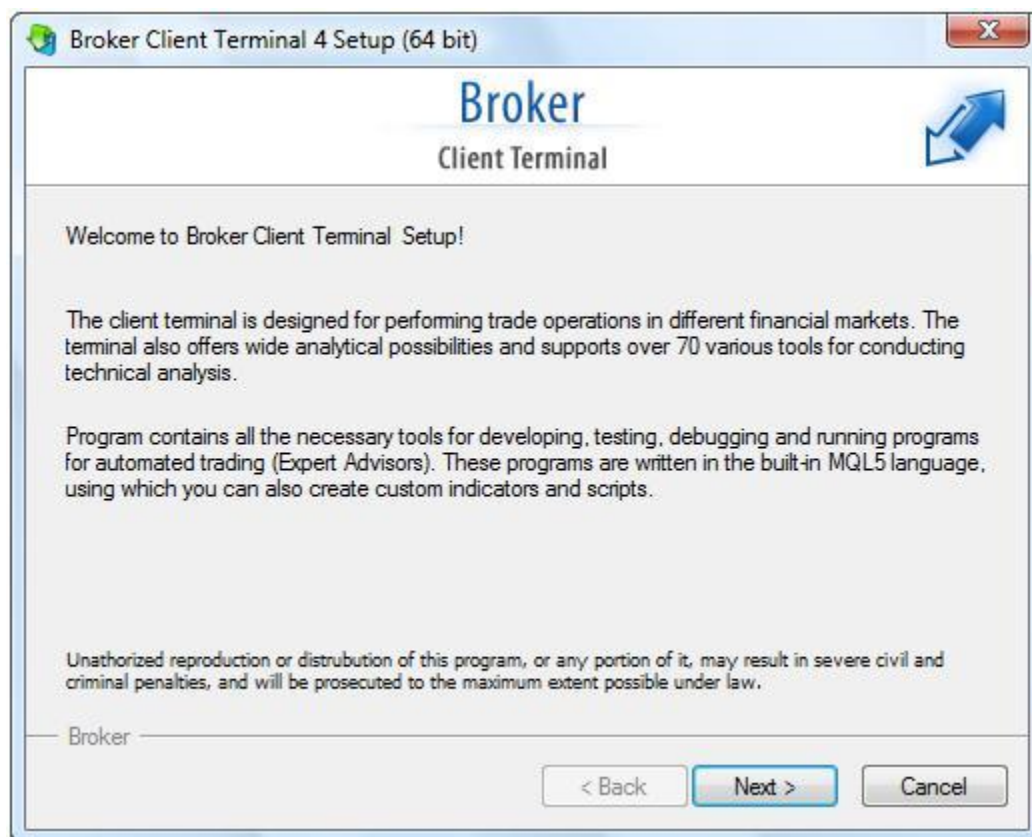 Broker Client Terminal 4 Setup (64 bit)
X
Broker
Client Terminal
Welcome to Broker Client Terminal Setup!
The client terminal is designed for performing trade operations in different financial markets. The
terminal also offers wide analytical possibilities and supports over 70 various tools for conducting
technical analysis.
Program contains all the necessary tools for developing, testing, debugging and running programs
for automated trading (Expert Advisors). These programs are written in the built-in MQL5 language,
using which you can also create custom indicators and scripts.
Unathorized reproduction or distrubution of this program, or any portion of it, may result in severe civil and
criminal penalties, and will be prosecuted to the maximum extent possible under law.
Broker
< Back Next > Cancel